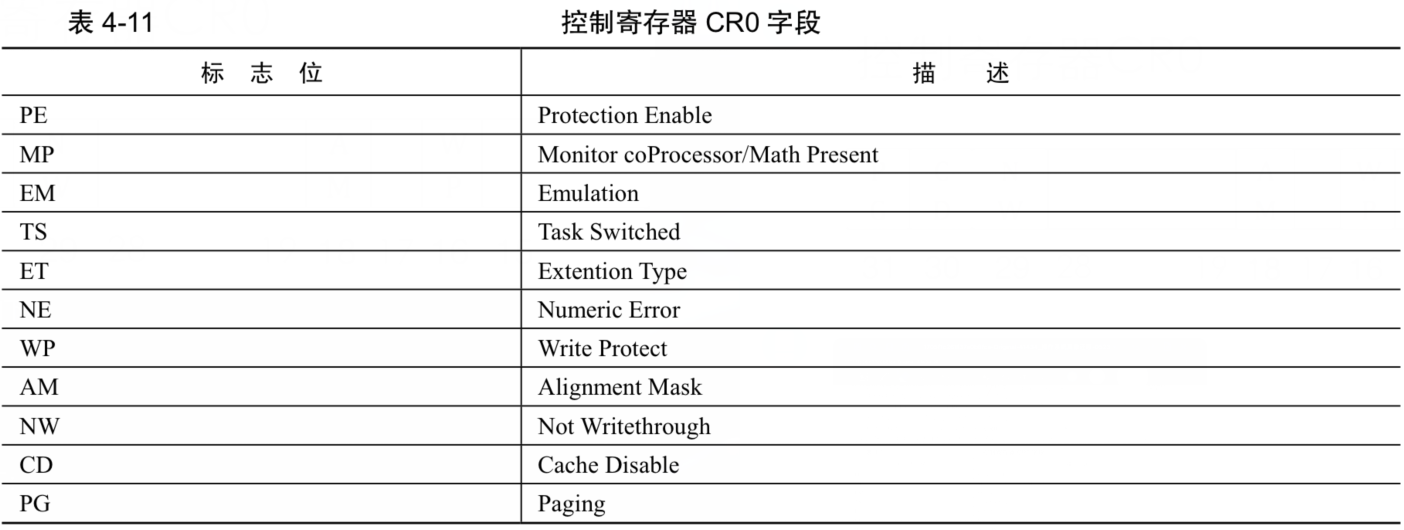 表 4-11 控制寄存器 CR0 字段
标 志 位 描 述
PE Protection Enable
MP Monitor coProcessor/Math Present
EM Emulation
TS Task Switched
ET Extention Type
NE Numeric Error
WP Write Protect
AM Alignment Mask
NW Not Writethrough
CD Cache Disable
PG Paging